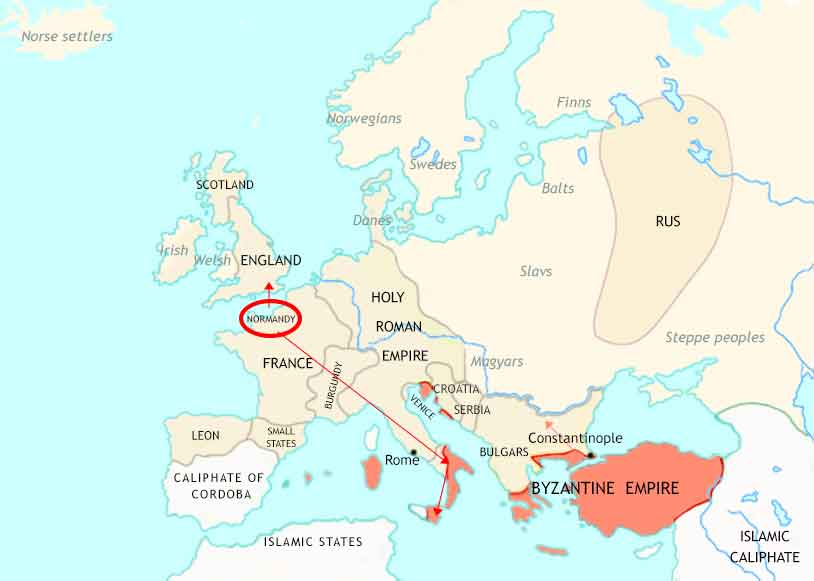 Norse settlers
Finns
Norwegians
Swedes
SCOTLAND
Balts
Danes
RUS
Irish
Welsh
ENGLAND
Slavs
HOLY
ROMAN
EMPIRE
NORMANDY
Steppe peoples
FRANCE
Magyars
BURGUNDY
CROATIA
VENICE
SERBIA
LEON
SMALL
STATES
Constantinople
BULGARS
Rome
CALIPHATE OF
CORDOBA
BYZANTINE EMPIRE
ISLAMIC STATES
ISLAMIC
CALIPHATE